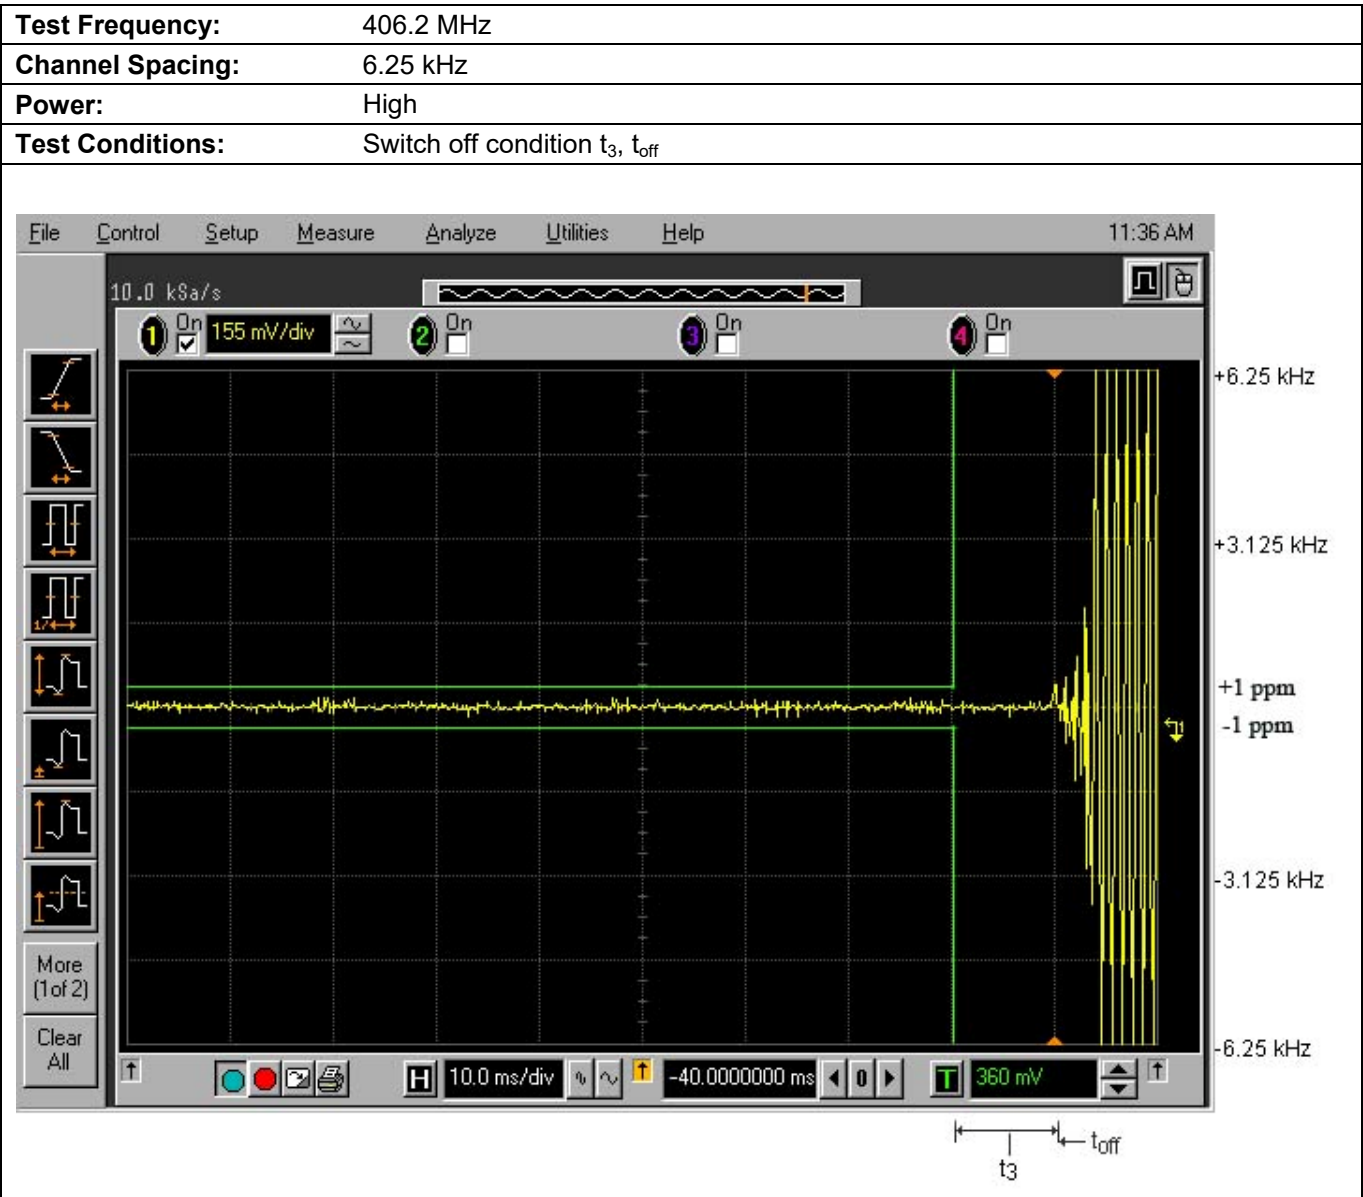 Test Frequency: 406.2 MHz
Channel Spacing: 6.25 kHz
Power: High
Test Conditions: Switch off condition t3, toff
File Control Setup Measure Analyze Utilities Help 11:36 AM
10.0 kSa/s
1 On 155 mV/div 2 On 3 On 4 On
+6.25 kHz
+3.125 kHz
+1 ppm
-1 ppm
-3.125 kHz
-6.25 kHz
More
(1 of 2)
Clear
All
H 10.0 ms/div -40.0000000 ms 0 T 360 mV
toff
t3